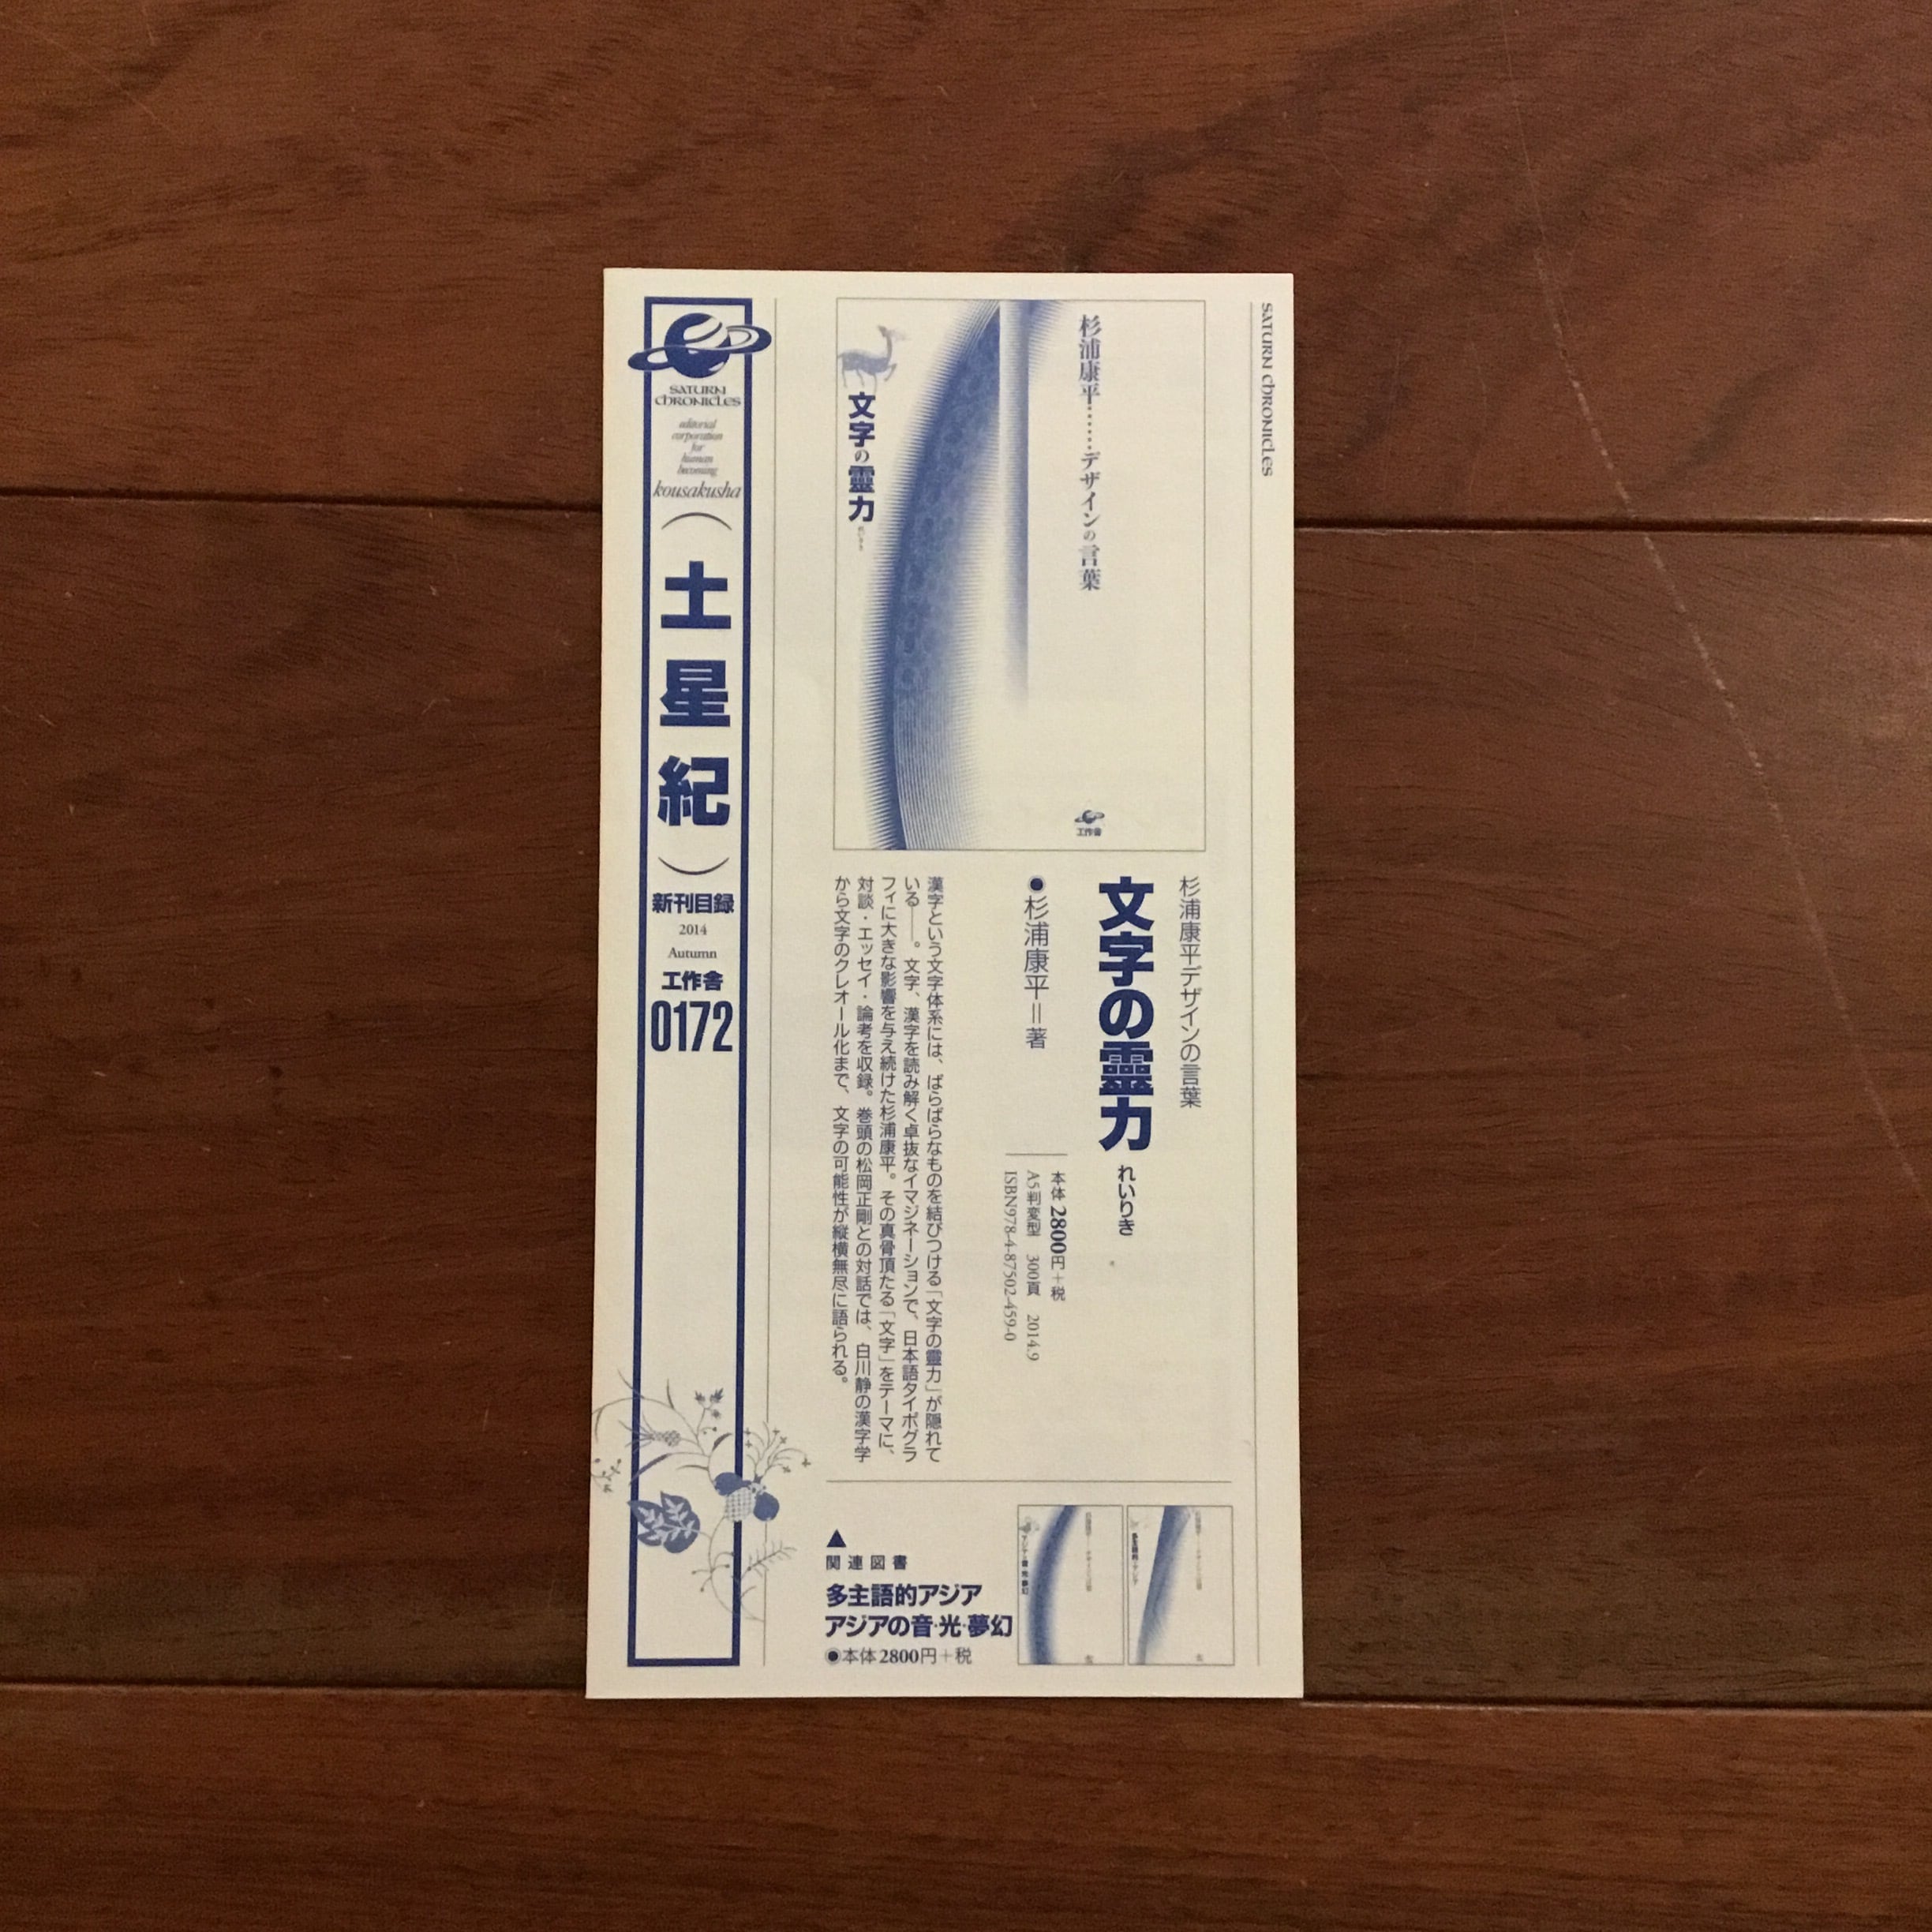 SATURN CHRONICLES
杉浦康平……デザインの言葉
文字の靈力
工作舎
杉浦康平デザインの言葉
文字の靈力
れいりき
●杉浦康平＝著
本体2800円＋税
A5判変型 300頁 2014.9
ISBN978-4-87502-459-0
漢字という文字体系には、ばらばらなものを結びつける「文字の靈力」が隠れて
いる——。文字、漢字を読み解く卓抜なイマジネーションで、日本語タイポグラ
フィに大きな影響を与え続けた杉浦康平。その真骨頂たる「文字」をテーマに、
対談・エッセイ・論考を収録。巻頭の松岡正剛との対話では、白川静の漢字学
から文字のクレオール化まで、文字の可能性が縦横無尽に語られる。
▲
関連図書
多主語的アジア
アジアの音・光・夢幻
◉本体2800円＋税
SATURN
CHRONICLES
editorial
corporation
for
human
becoming
kousakusha
（土星紀）
新刊目録
2014
Autumn
工作舎
0172